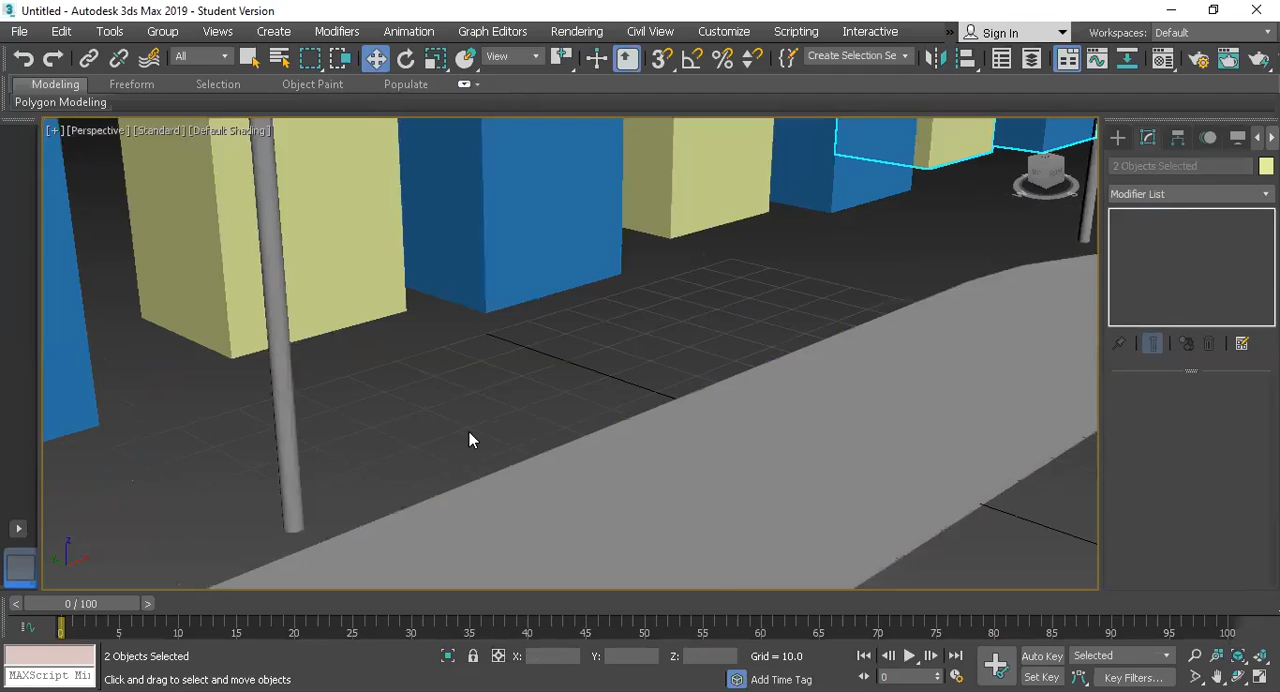 Untitled - Autodesk 3ds Max 2019 - Student Version
File Edit Tools Group Views Create Modifiers Animation Graph Editors Rendering Civil View Customize Scripting Interactive » Sign In Workspaces: Default
All View Create Selection Se
Modeling Freeform Selection Object Paint Populate
Polygon Modeling
[+] [Perspective] [Standard] [Default Shading]
2 Objects Selected
Modifier List
z
< 0 / 100 >
0 5 10 15 20 25 30 35 40 45 50 55 60 65 70 75 80 85 90 95 100
2 Objects Selected X: Y: Z: Grid = 10.0 Auto Key Selected
MAXScript Mi Click and drag to select and move objects Add Time Tag 0 Set Key Key Filters...